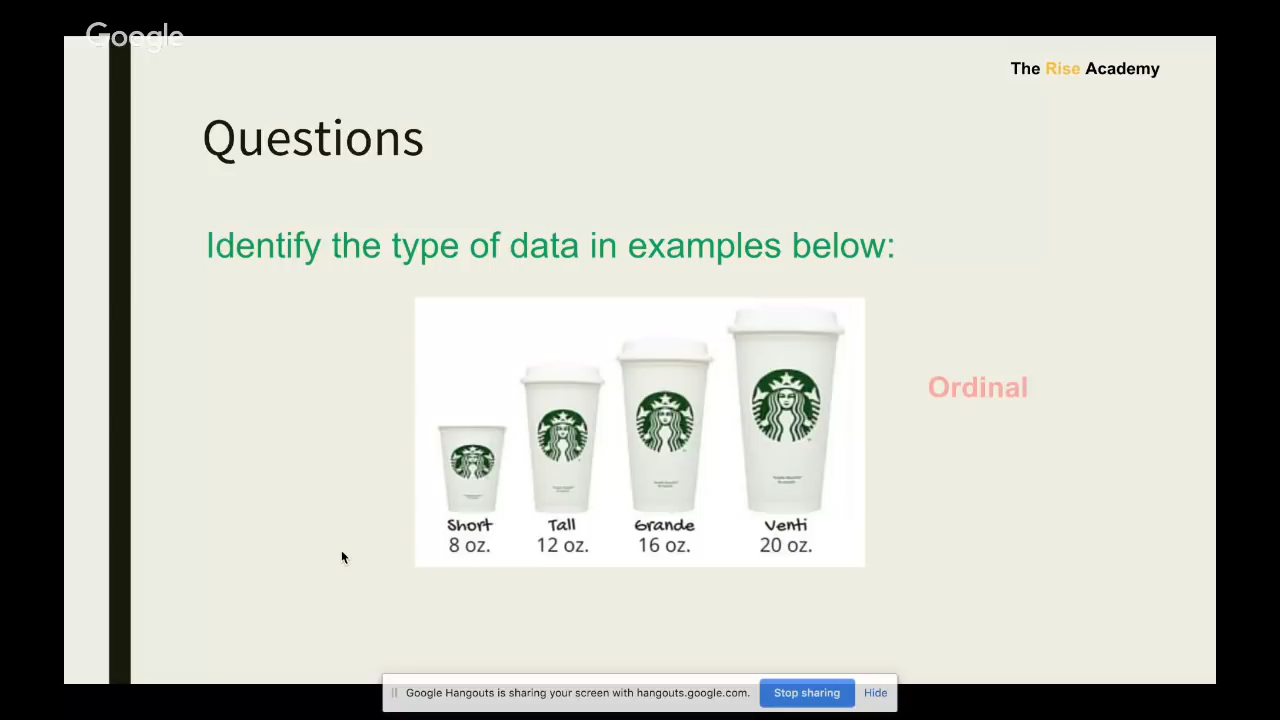 Google
The Rise Academy
Questions
Identify the type of data in examples below:
Ordinal
Short Tall Grande Venti
8 oz. 12 oz. 16 oz. 20 oz.
Google Hangouts is sharing your screen with hangouts.google.com. Stop sharing Hide